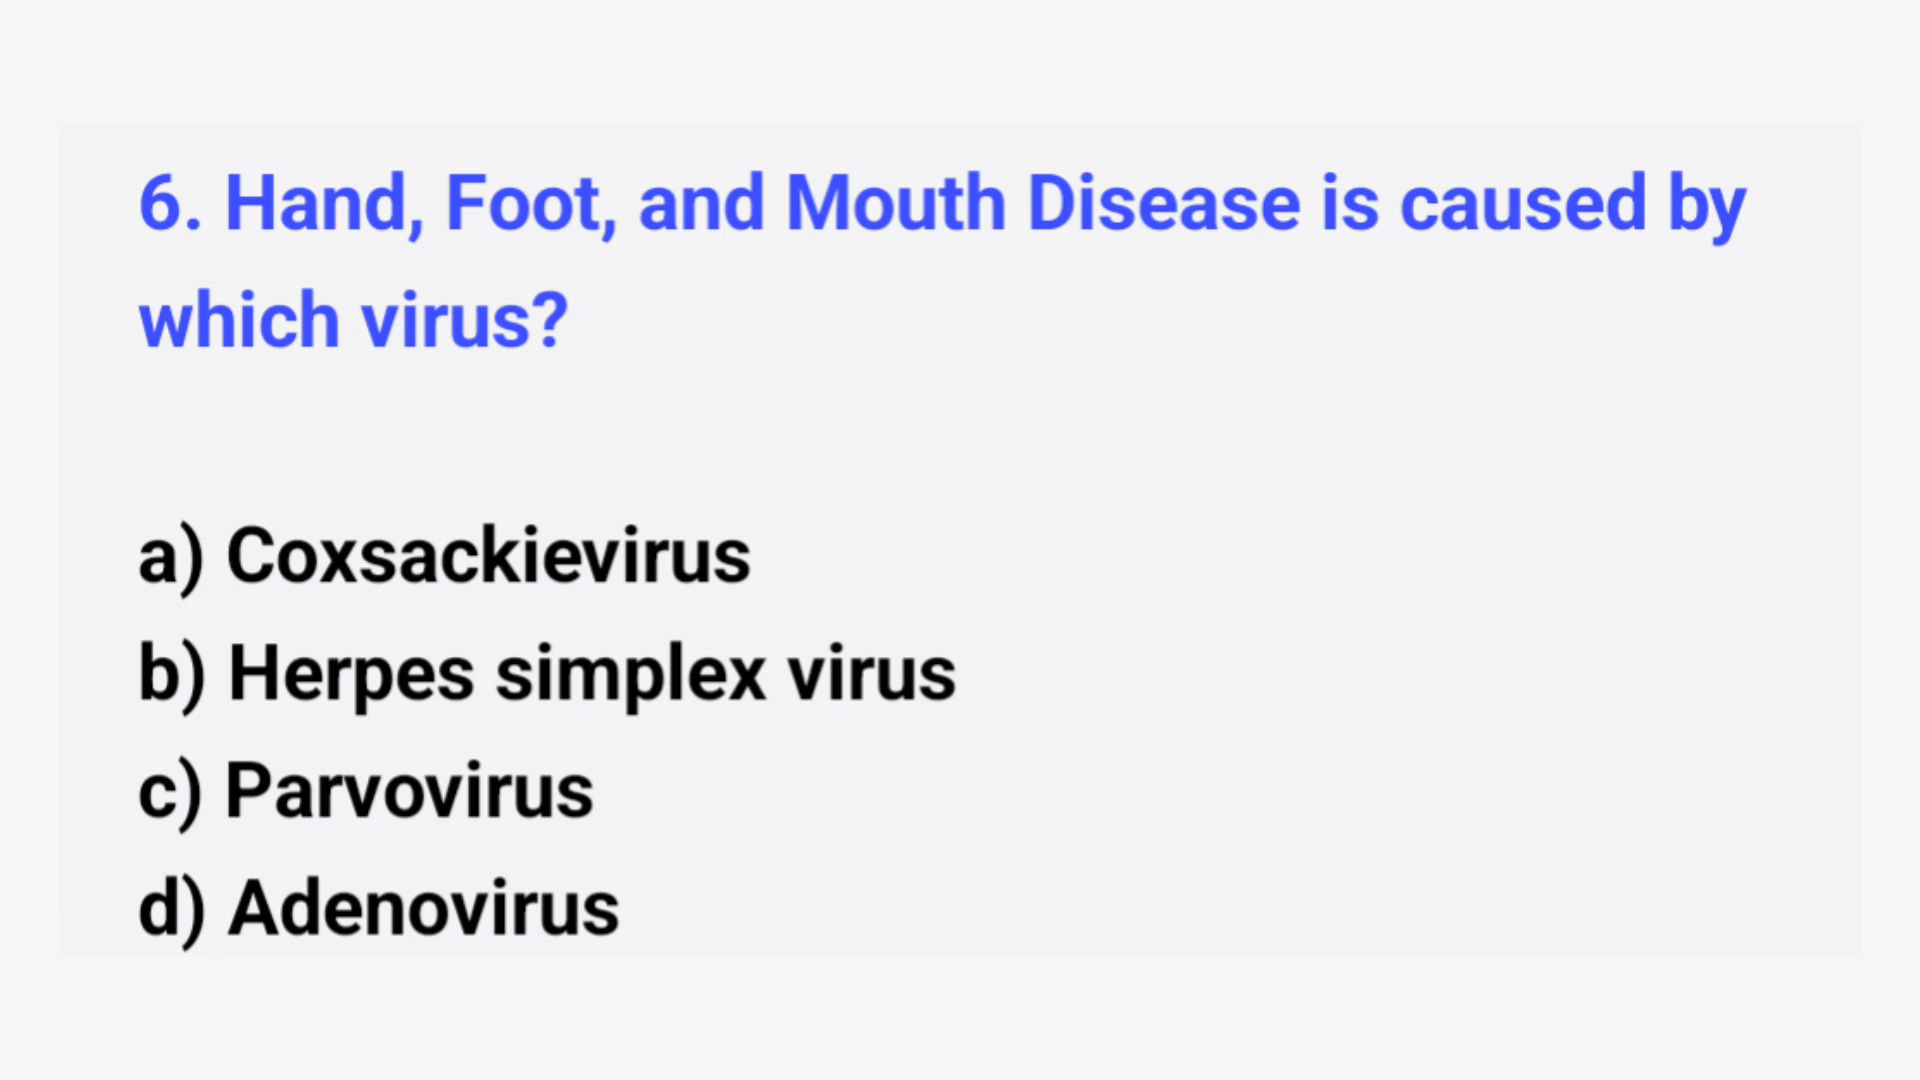 6. Hand, Foot, and Mouth Disease is caused by
which virus?
a) Coxsackievirus
b) Herpes simplex virus
c) Parvovirus
d) Adenovirus